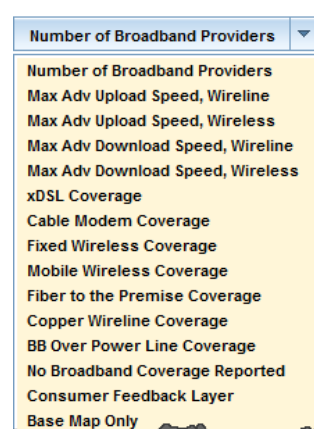 Number of Broadband Providers
Number of Broadband Providers
Max Adv Upload Speed, Wireline
Max Adv Upload Speed, Wireless
Max Adv Download Speed, Wireline
Max Adv Download Speed, Wireless
xDSL Coverage
Cable Modem Coverage
Fixed Wireless Coverage
Mobile Wireless Coverage
Fiber to the Premise Coverage
Copper Wireline Coverage
BB Over Power Line Coverage
No Broadband Coverage Reported
Consumer Feedback Layer
Base Map Only